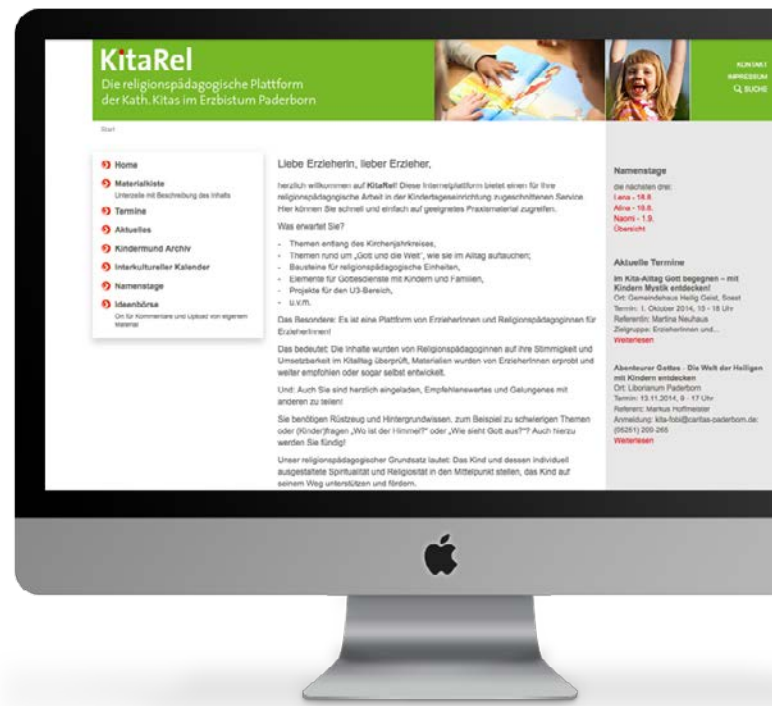 KitaRel
Die religionspädagogische Plattform
der Kath. Kitas im Erzbistum Paderborn
KONTAKT
IMPRESSUM
SUCHE
Start
Home
Materialkiste
Unterzeile mit Beschreibung des Inhalts
Termine
Aktuelles
Kindermund Archiv
Interkultureller Kalender
Namenstage
Ideenbörse
Ort für Kommentare und Upload von eigenem
Material
Liebe Erzieherin, lieber Erzieher,
herzlich willkommen auf KitaRel! Diese Internetplattform bietet einen für Ihre
religionspädagogische Arbeit in der Kindertageseinrichtung zugeschnittenen Service.
Hier können Sie schnell und einfach auf geeignetes Praxismaterial zugreifen.
Was erwartet Sie?
- Themen entlang des Kirchenjahrkreises,
- Themen rund um „Gott und die Welt", wie sie im Alltag auftauchen;
- Bausteine für religionspädagogische Einheiten,
- Elemente für Gottesdienste mit Kindern und Familien,
- Projekte für den U3-Bereich,
- u.v.m.
Das Besondere: Es ist eine Plattform von ErzieherInnen und ReligionspädagogInnen für
ErzieherInnen!
Das bedeutet: Die Inhalte wurden von ReligionspädagogInnen auf ihre Stimmigkeit und
Umsetzbarkeit im Kitalltag überprüft, Materialien wurden von ErzieherInnen erprobt und
weiter empfohlen oder sogar selbst entwickelt.
Und: Auch Sie sind herzlich eingeladen, Empfehlenswertes und Gelungenes mit
anderen zu teilen!
Sie benötigen Rüstzeug und Hintergrundwissen, zum Beispiel zu schwierigen Themen
oder (Kinder)fragen „Wo ist der Himmel?" oder „Wie sieht Gott aus?"? Auch hierzu
werden Sie fündig!
Unser religionspädagogischer Grundsatz lautet: Das Kind und dessen individuell
ausgestaltete Spiritualität und Religiosität in den Mittelpunkt stellen, das Kind auf
seinem Weg unterstützen und fördern.
Namenstage
die nächsten drei:
Lena - 18.8.
Alina - 18.8.
Naomi - 1.9.
Übersicht
Aktuelle Termine
Im Kita-Alltag Gott begegnen – mit
Kindern Mystik entdecken!
Ort: Gemeindehaus Heilig Geist, Soest
Termin: 1. Oktober 2014, 15 - 18 Uhr
Referentin: Martina Neuhaus
Zielgruppe: ErzieherInnen und...
Weiterlesen
Abenteurer Gottes - Die Welt der Heiligen
mit Kindern entdecken
Ort: Liborianum Paderborn
Termin: 13.11.2014, 9 - 17 Uhr
Referent: Markus Hoffmeister
Anmeldung: kita-fobi@caritas-paderborn.de;
(05251) 209-265
Weiterlesen